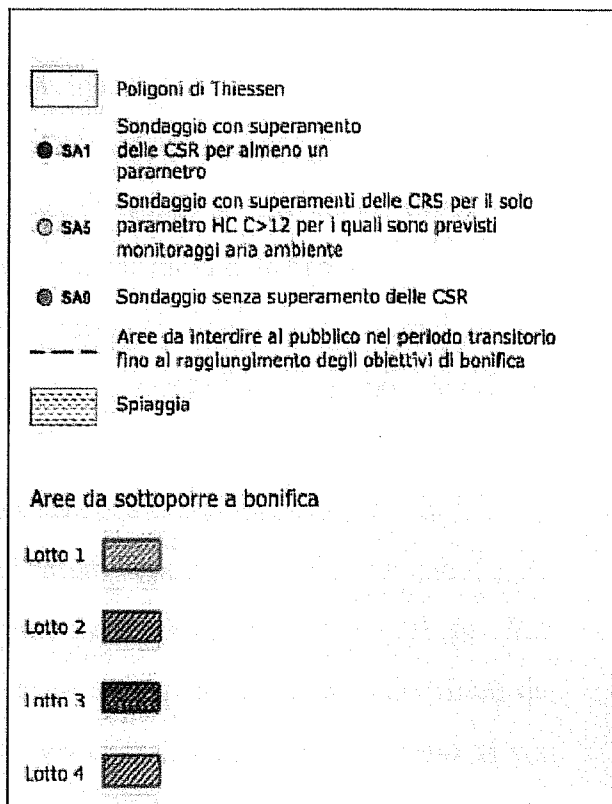 Poligoni di Thiessen
Sondaggio con superamento
SA1 delle CSR per almeno un
parametro
Sondaggio con superamenti delle CRS per il solo
SA5 parametro HC C>12 per i quali sono previsti
monitoraggi aria ambiente
SA0 Sondaggio senza superamento delle CSR
Aree da interdire al pubblico nel periodo transitorio
fino al raggiungimento degli obiettivi di bonifica
Spiaggia
Aree da sottoporre a bonifica
Lotto 1
Lotto 2
Lotto 3
Lotto 4